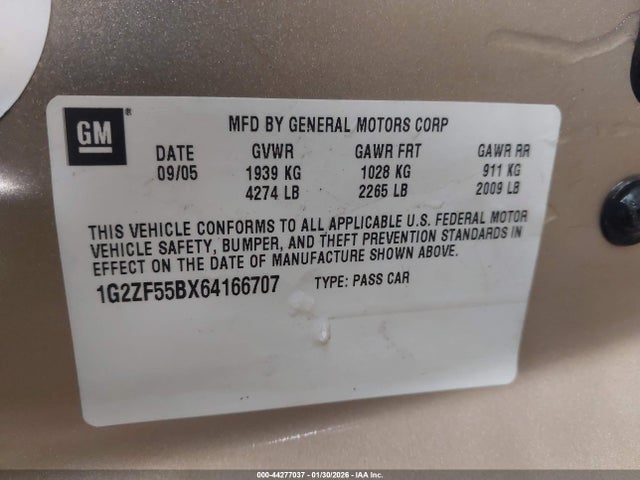 GM®
MFD BY GENERAL MOTORS CORP
DATE GVWR GAWR FRT GAWR RR
09/05 1939 KG 1028 KG 911 KG
4274 LB 2265 LB 2009 LB
THIS VEHICLE CONFORMS TO ALL APPLICABLE U.S. FEDERAL MOTOR
VEHICLE SAFETY, BUMPER, AND THEFT PREVENTION STANDARDS IN
EFFECT ON THE DATE OF MANUFACTURE SHOWN ABOVE.
1G2ZF55BX64166707 TYPE: PASS CAR
000-44277037 - 01/30/2026 - IAA Inc.